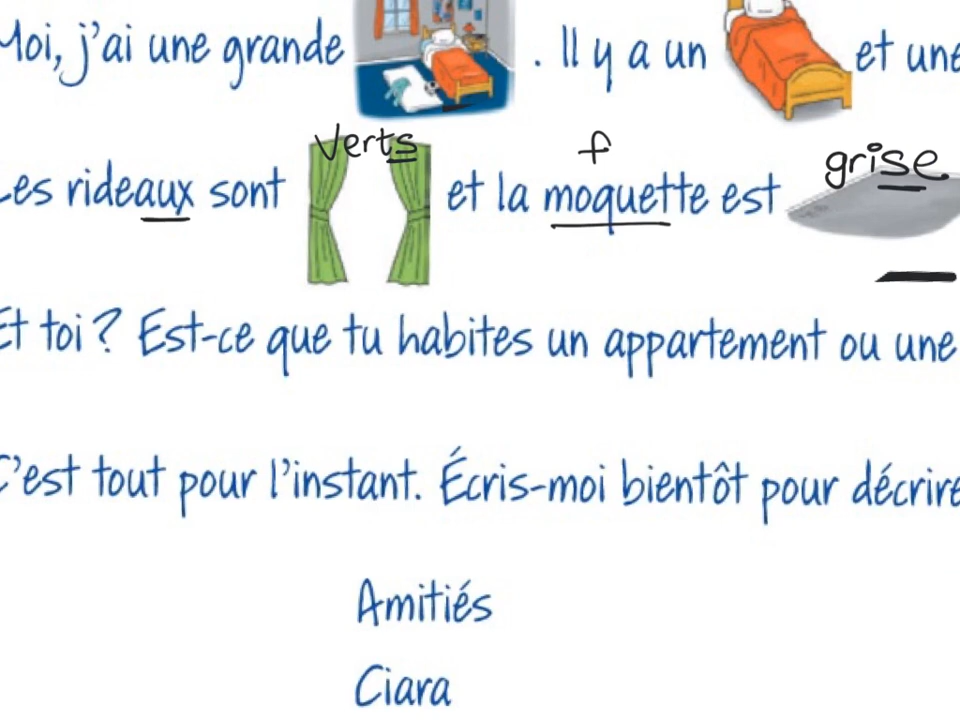 Moi, j'ai une grande . Il y a un et une
verts f grise
Les rideaux sont et la moquette est
Et toi ? Est-ce que tu habites un appartement ou une
C'est tout pour l'instant. Écris-moi bientôt pour décrire
Amitiés
Ciara